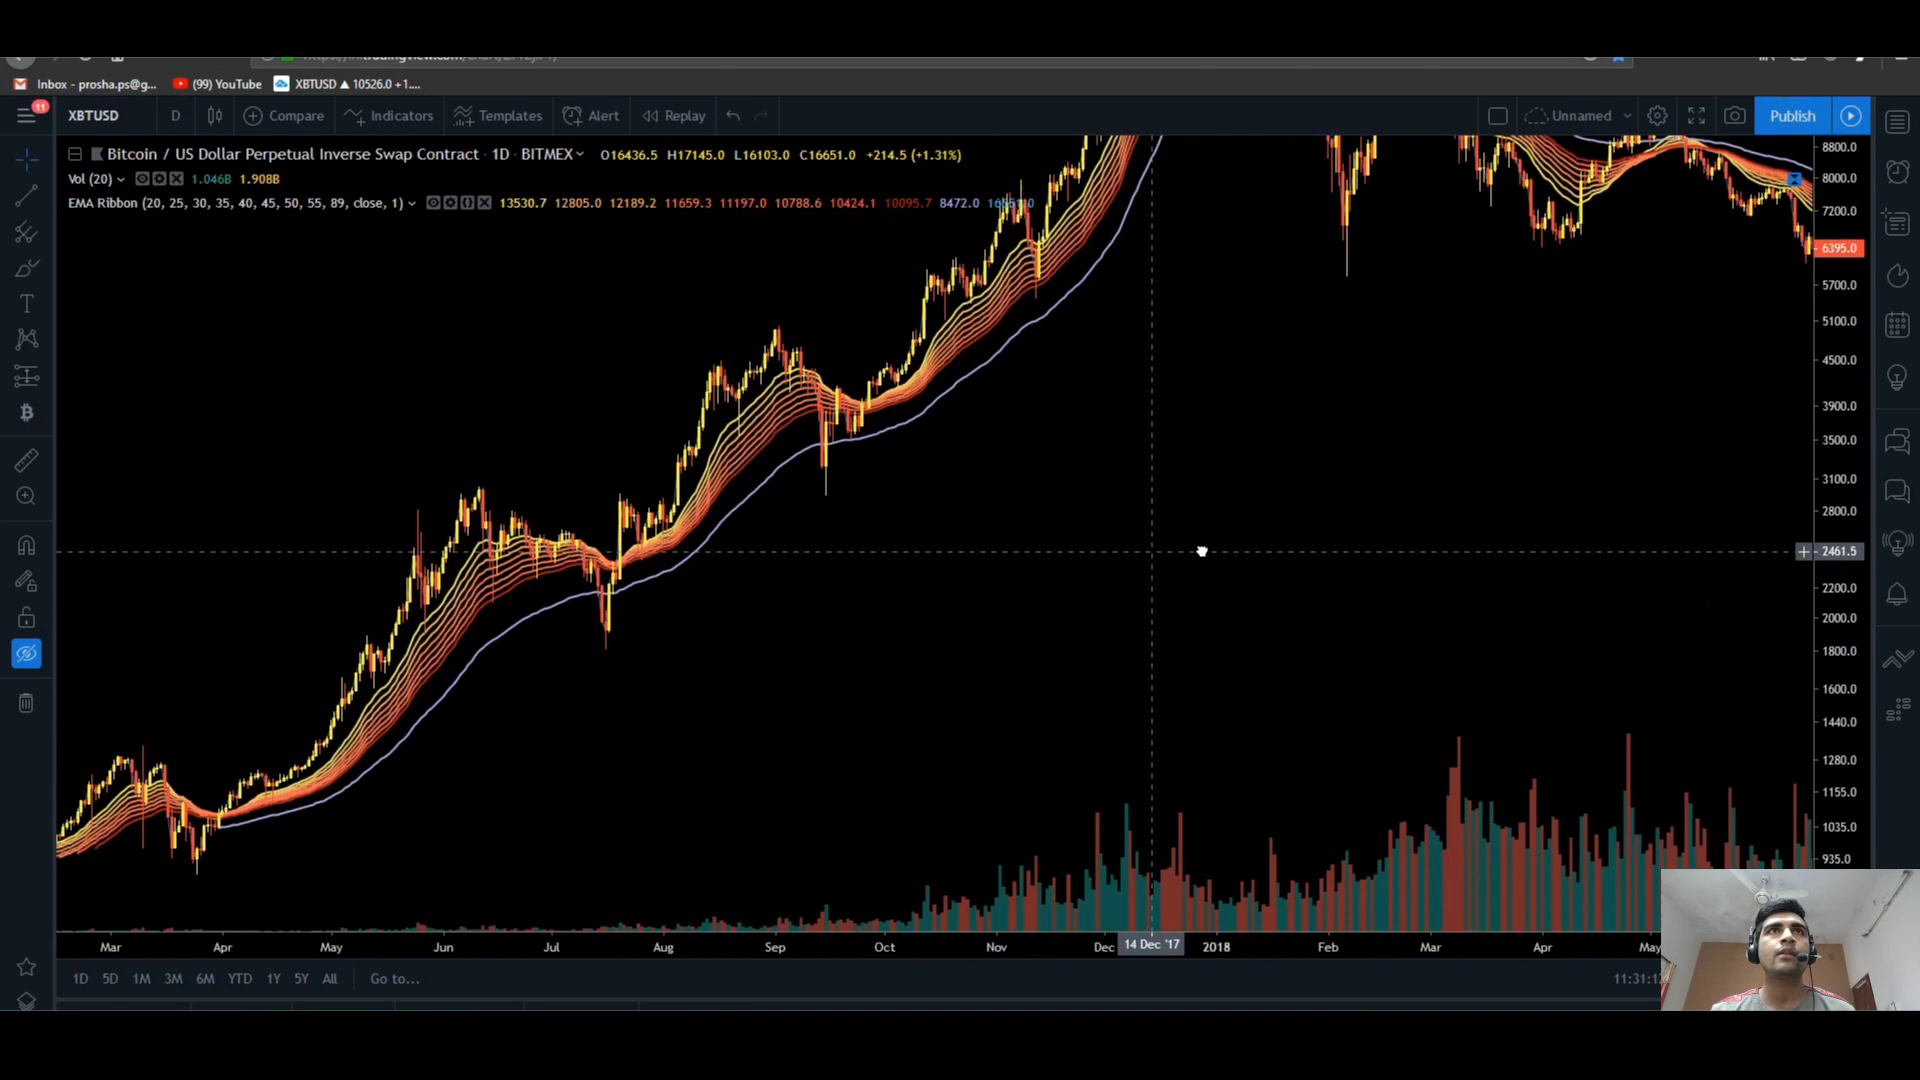 Inbox - prosha.ps@g...
(99) YouTube
XBTUSD ▲ 10526.0 +1....
11
XBTUSD
D
Compare
Indicators
Templates
Alert
Replay
Unnamed
Publish
Bitcoin / US Dollar Perpetual Inverse Swap Contract · 1D · BITMEX
O16436.5 H17145.0 L16103.0 C16651.0 +214.5 (+1.31%)
Vol (20) 1.046B 1.908B
EMA Ribbon (20, 25, 30, 35, 40, 45, 50, 55, 89, close, 1) 13530.7 12805.0 12189.2 11659.3 11197.0 10788.6 10424.1 10095.7 8472.0
8800.0
8000.0
7200.0
6395.0
5700.0
5100.0
4500.0
3900.0
3500.0
3100.0
2800.0
2461.5
2200.0
2000.0
1800.0
1600.0
1440.0
1280.0
1155.0
1035.0
935.0
Mar Apr May Jun Jul Aug Sep Oct Nov Dec 14 Dec '17 2018 Feb Mar Apr May
1D 5D 1M 3M 6M YTD 1Y 5Y All Go to...